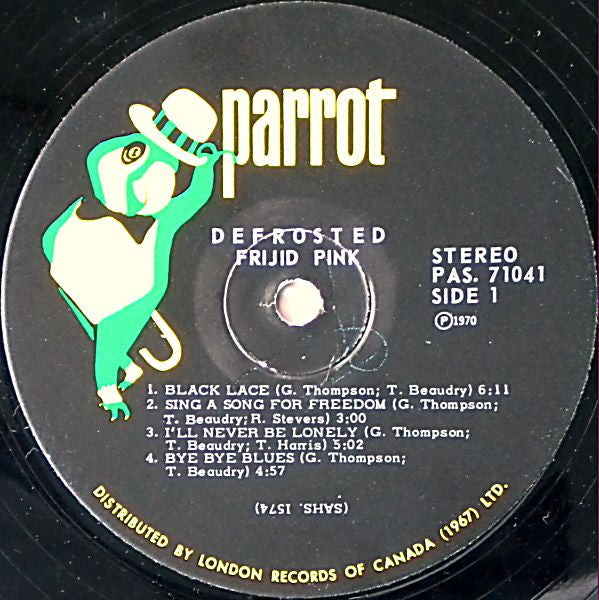 parrot
DEFROSTED
FRIJID PINK
STEREO
PAS. 71041
SIDE 1
Ⓟ1970
1. BLACK LACE (G. Thompson; T. Beaudry) 6:11
2. SING A SONG FOR FREEDOM (G. Thompson;
T. Beaudry; R. Stevers) 3:00
3. I'LL NEVER BE LONELY (G. Thompson;
T. Beaudry; T. Harris) 5:02
4. BYE BYE BLUES (G. Thompson;
T. Beaudry) 4:57
(SAHS. 1574)
DISTRIBUTED BY LONDON RECORDS OF CANADA (1967) LTD.